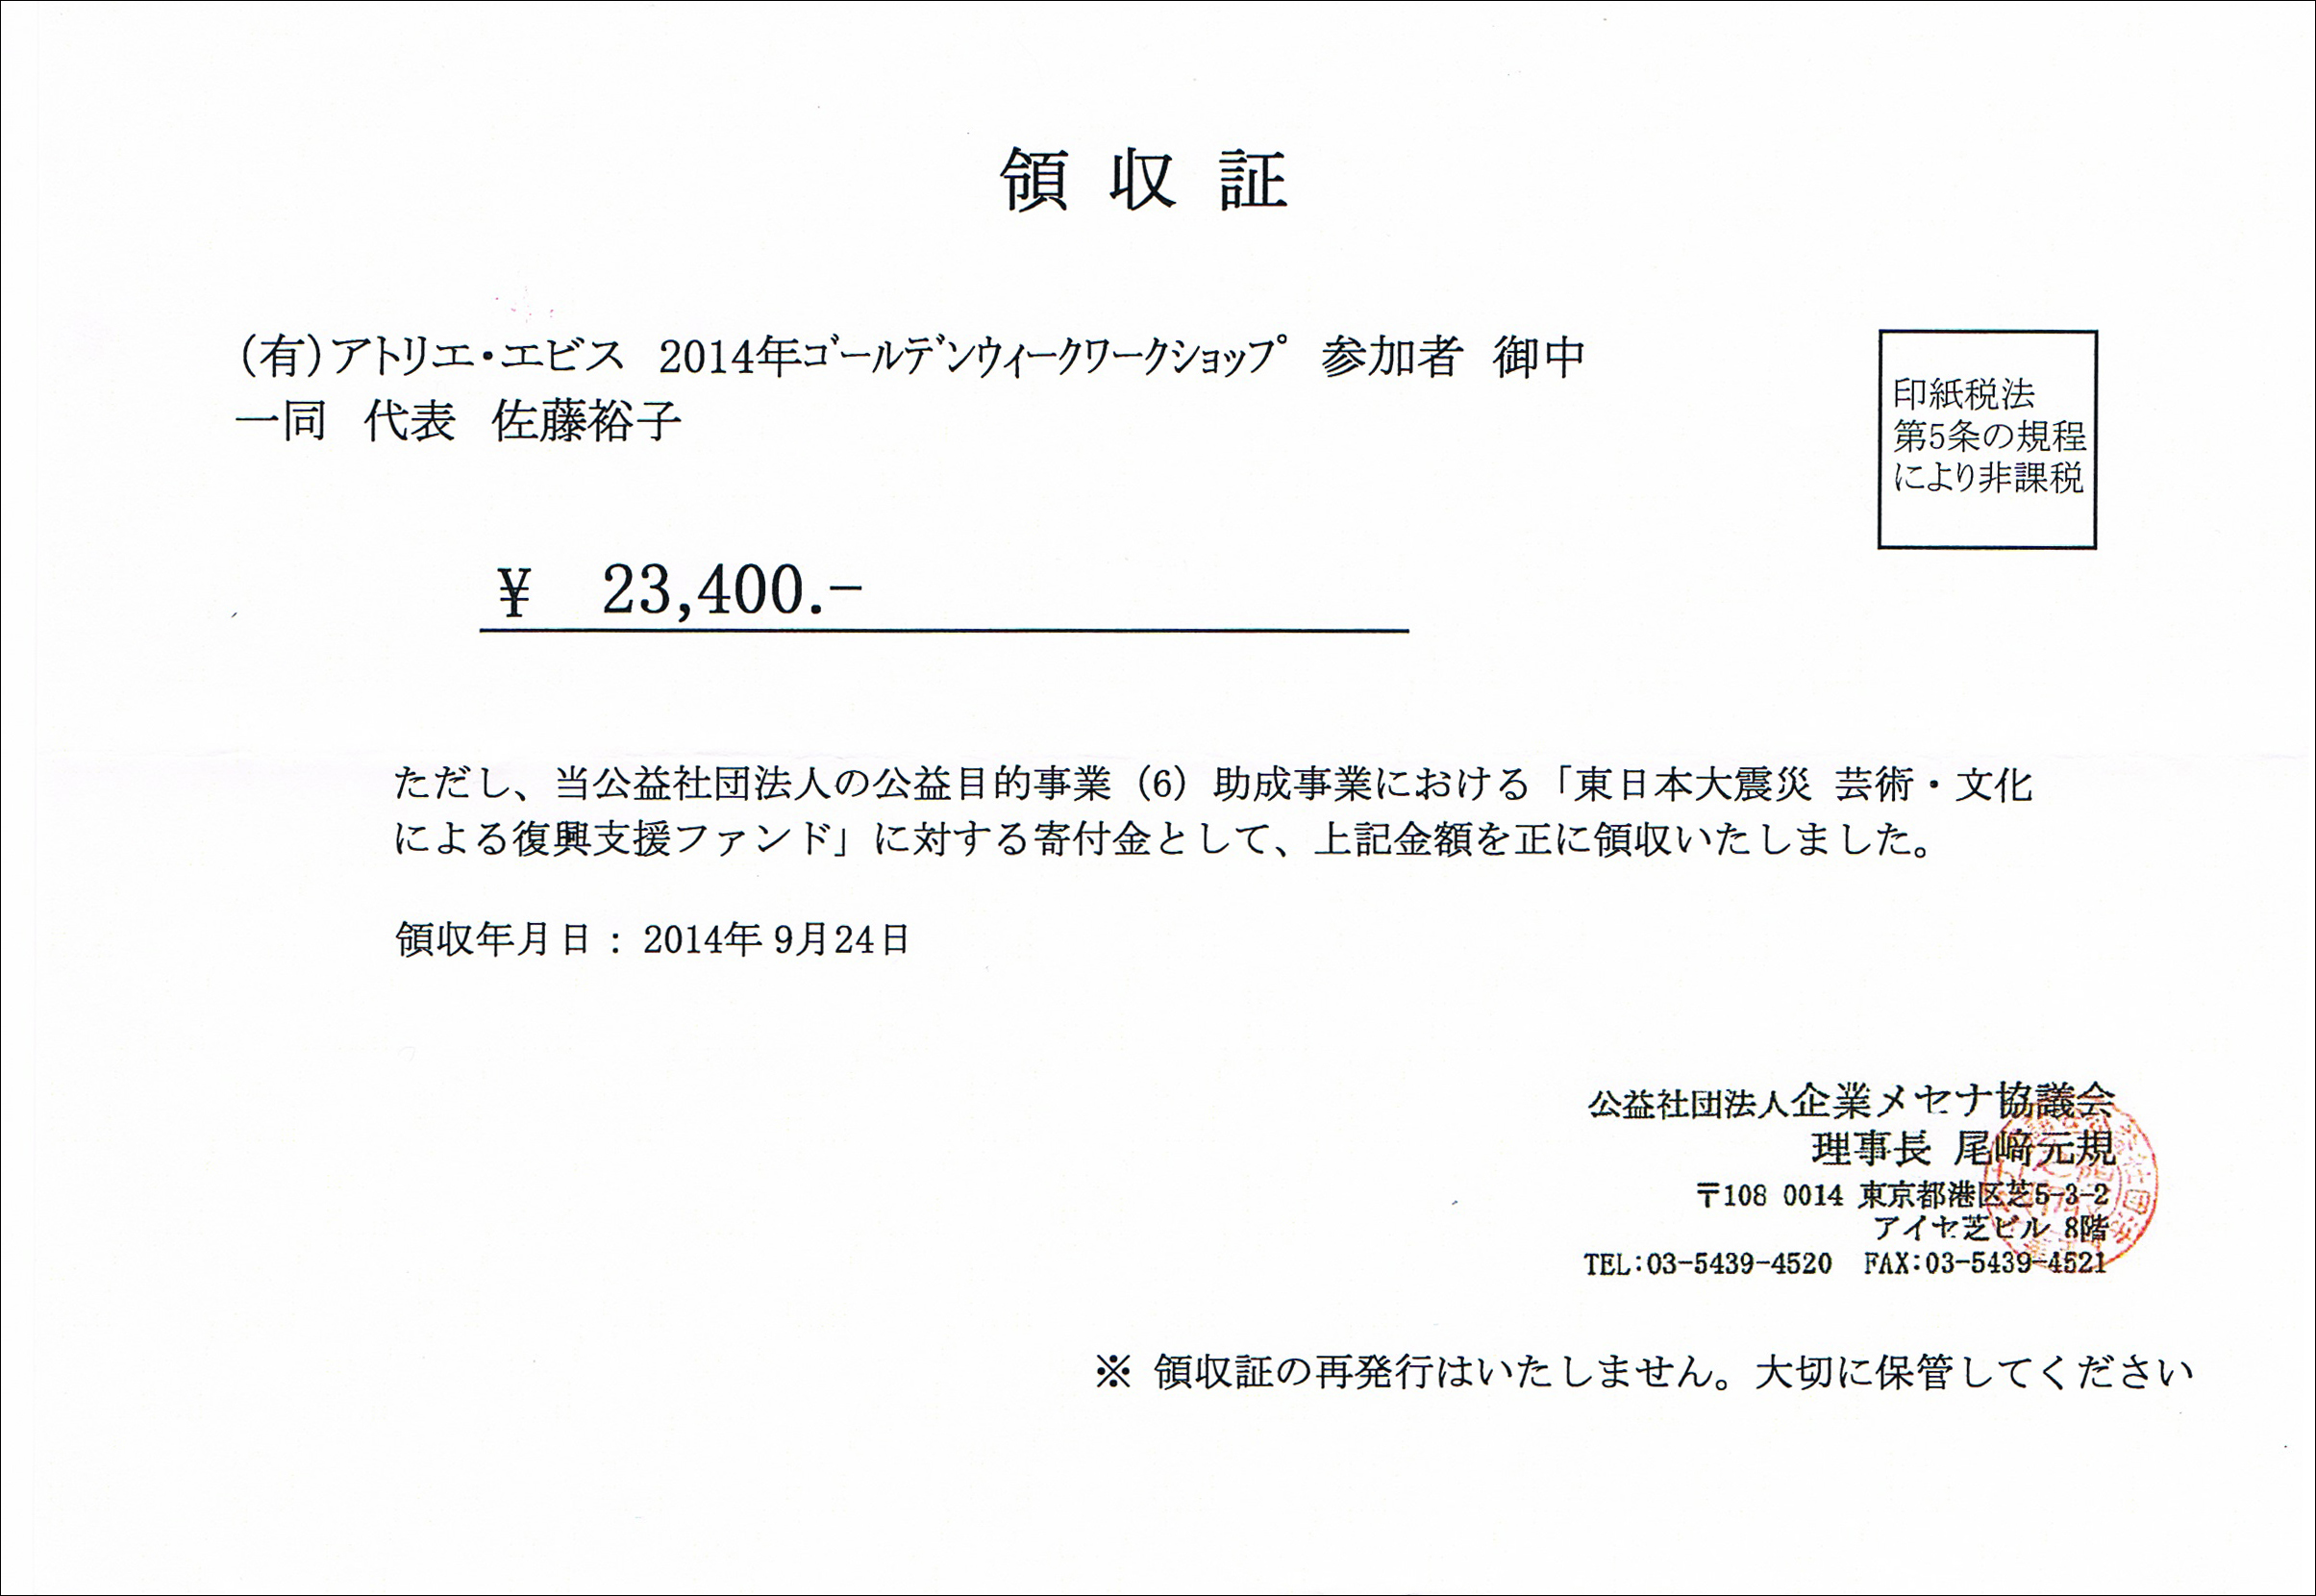 領収証
(有)アトリエ・エビス 2014年ｺﾞｰﾙﾃﾞﾝｳｨｰｸﾜｰｸｼｮｯﾌﾟ 参加者 御中
一同 代表 佐藤裕子
印紙税法
第5条の規程
により非課税
¥ 23,400.-
ただし、当公益社団法人の公益目的事業（6）助成事業における「東日本大震災 芸術・文化
による復興支援ファンド」に対する寄付金として、上記金額を正に領収いたしました。
領収年月日：2014年 9月24日
公益社団法人企業メセナ協議会
理事長 尾﨑元規
〒108 0014 東京都港区芝5-3-2
アイセ芝ビル 8階
TEL:03-5439-4520 FAX:03-5439-4521
※ 領収証の再発行はいたしません。大切に保管してください